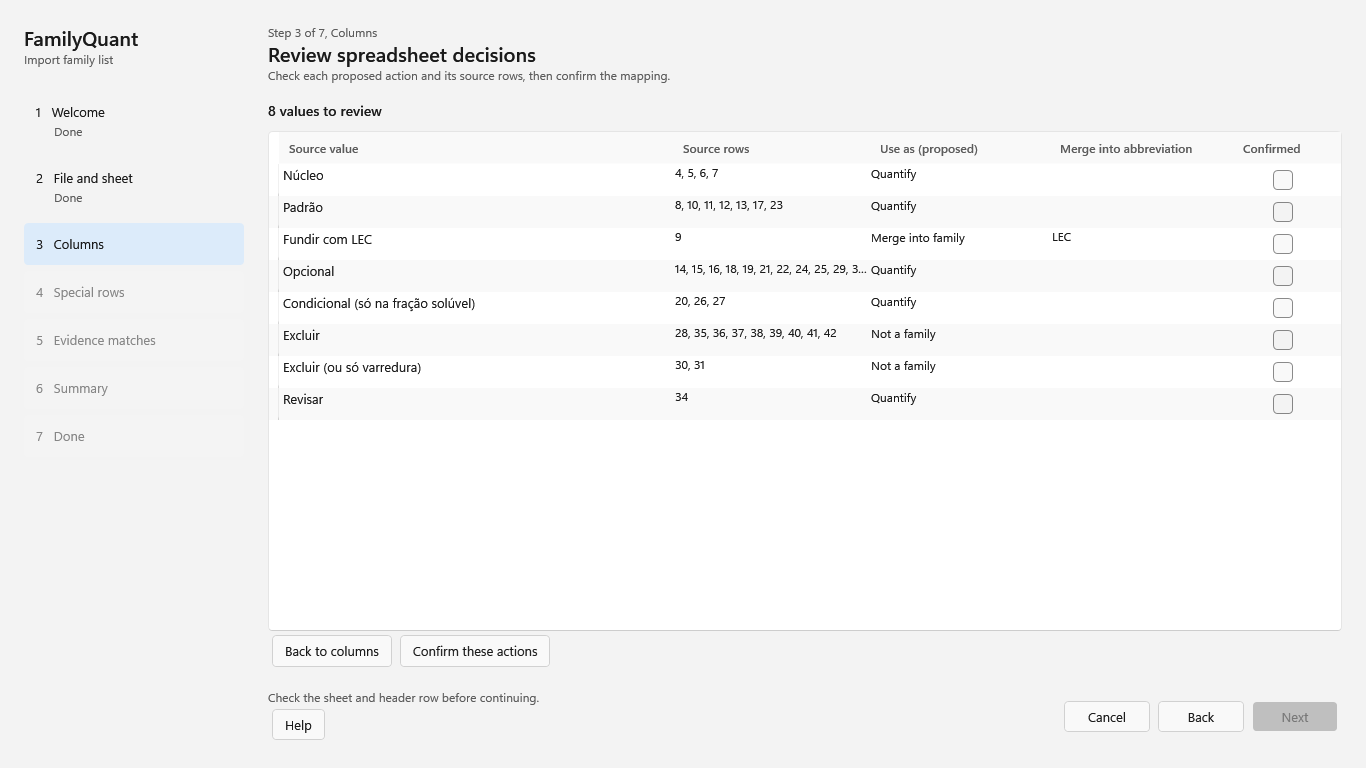 FamilyQuant
Import family list
1 Welcome
Done
2 File and sheet
Done
3 Columns
4 Special rows
5 Evidence matches
6 Summary
7 Done
Step 3 of 7, Columns
Review spreadsheet decisions
Check each proposed action and its source rows, then confirm the mapping.
8 values to review
Source value Source rows Use as (proposed) Merge into abbreviation Confirmed
Núcleo 4, 5, 6, 7 Quantify
Padrão 8, 10, 11, 12, 13, 17, 23 Quantify
Fundir com LEC 9 Merge into family LEC
Opcional 14, 15, 16, 18, 19, 21, 22, 24, 25, 29, 3... Quantify
Condicional (só na fração solúvel) 20, 26, 27 Quantify
Excluir 28, 35, 36, 37, 38, 39, 40, 41, 42 Not a family
Excluir (ou só varredura) 30, 31 Not a family
Revisar 34 Quantify
Back to columns Confirm these actions
Check the sheet and header row before continuing.
Help Cancel Back Next